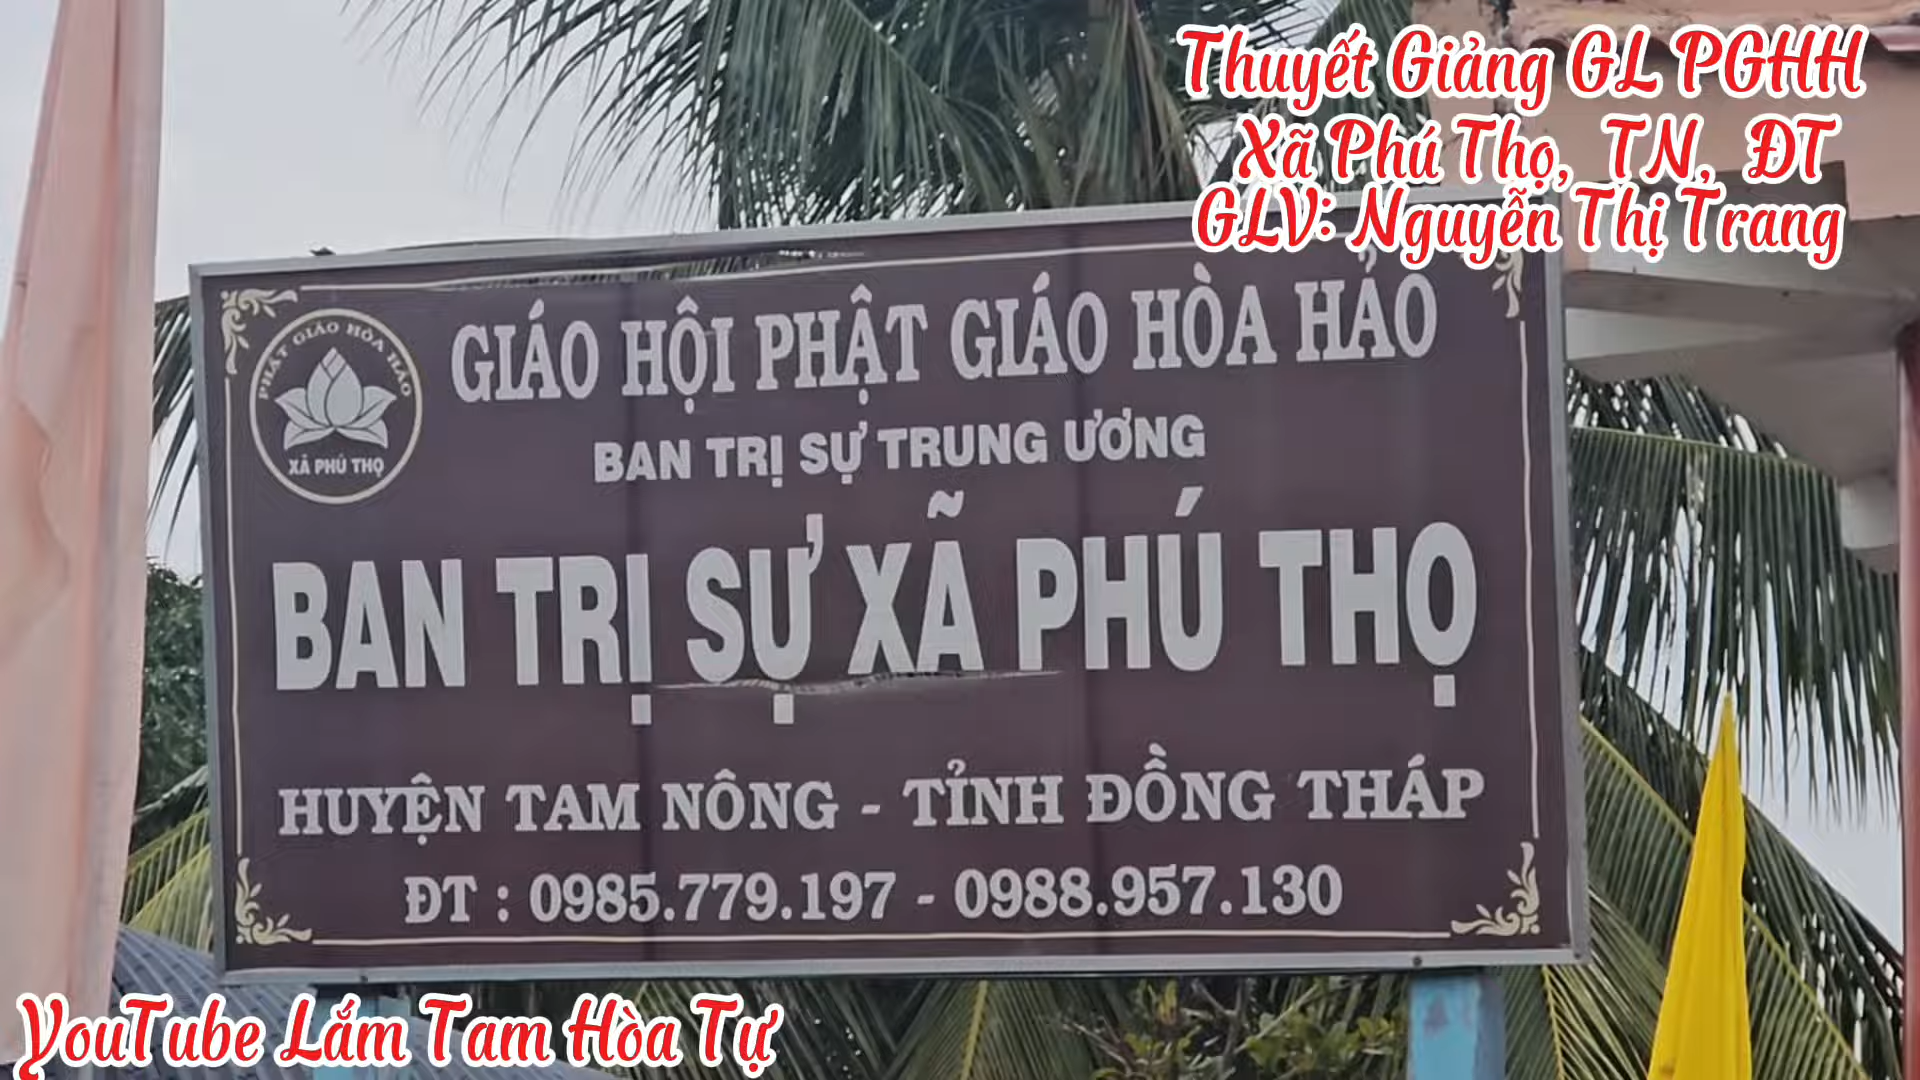 Thuyết Giảng GL PGHH
Xã Phú Thọ, TN, ĐT
GLV: Nguyễn Thị Trang
PHẬT GIÁO HÒA HẢO
XÃ PHÚ THỌ
GIÁO HỘI PHẬT GIÁO HÒA HẢO
BAN TRỊ SỰ TRUNG ƯƠNG
BAN TRỊ SỰ XÃ PHÚ THỌ
HUYỆN TAM NÔNG - TỈNH ĐỒNG THÁP
ĐT : 0985.779.197 - 0988.957.130
YouTube Lắm Tam Hòa Tự